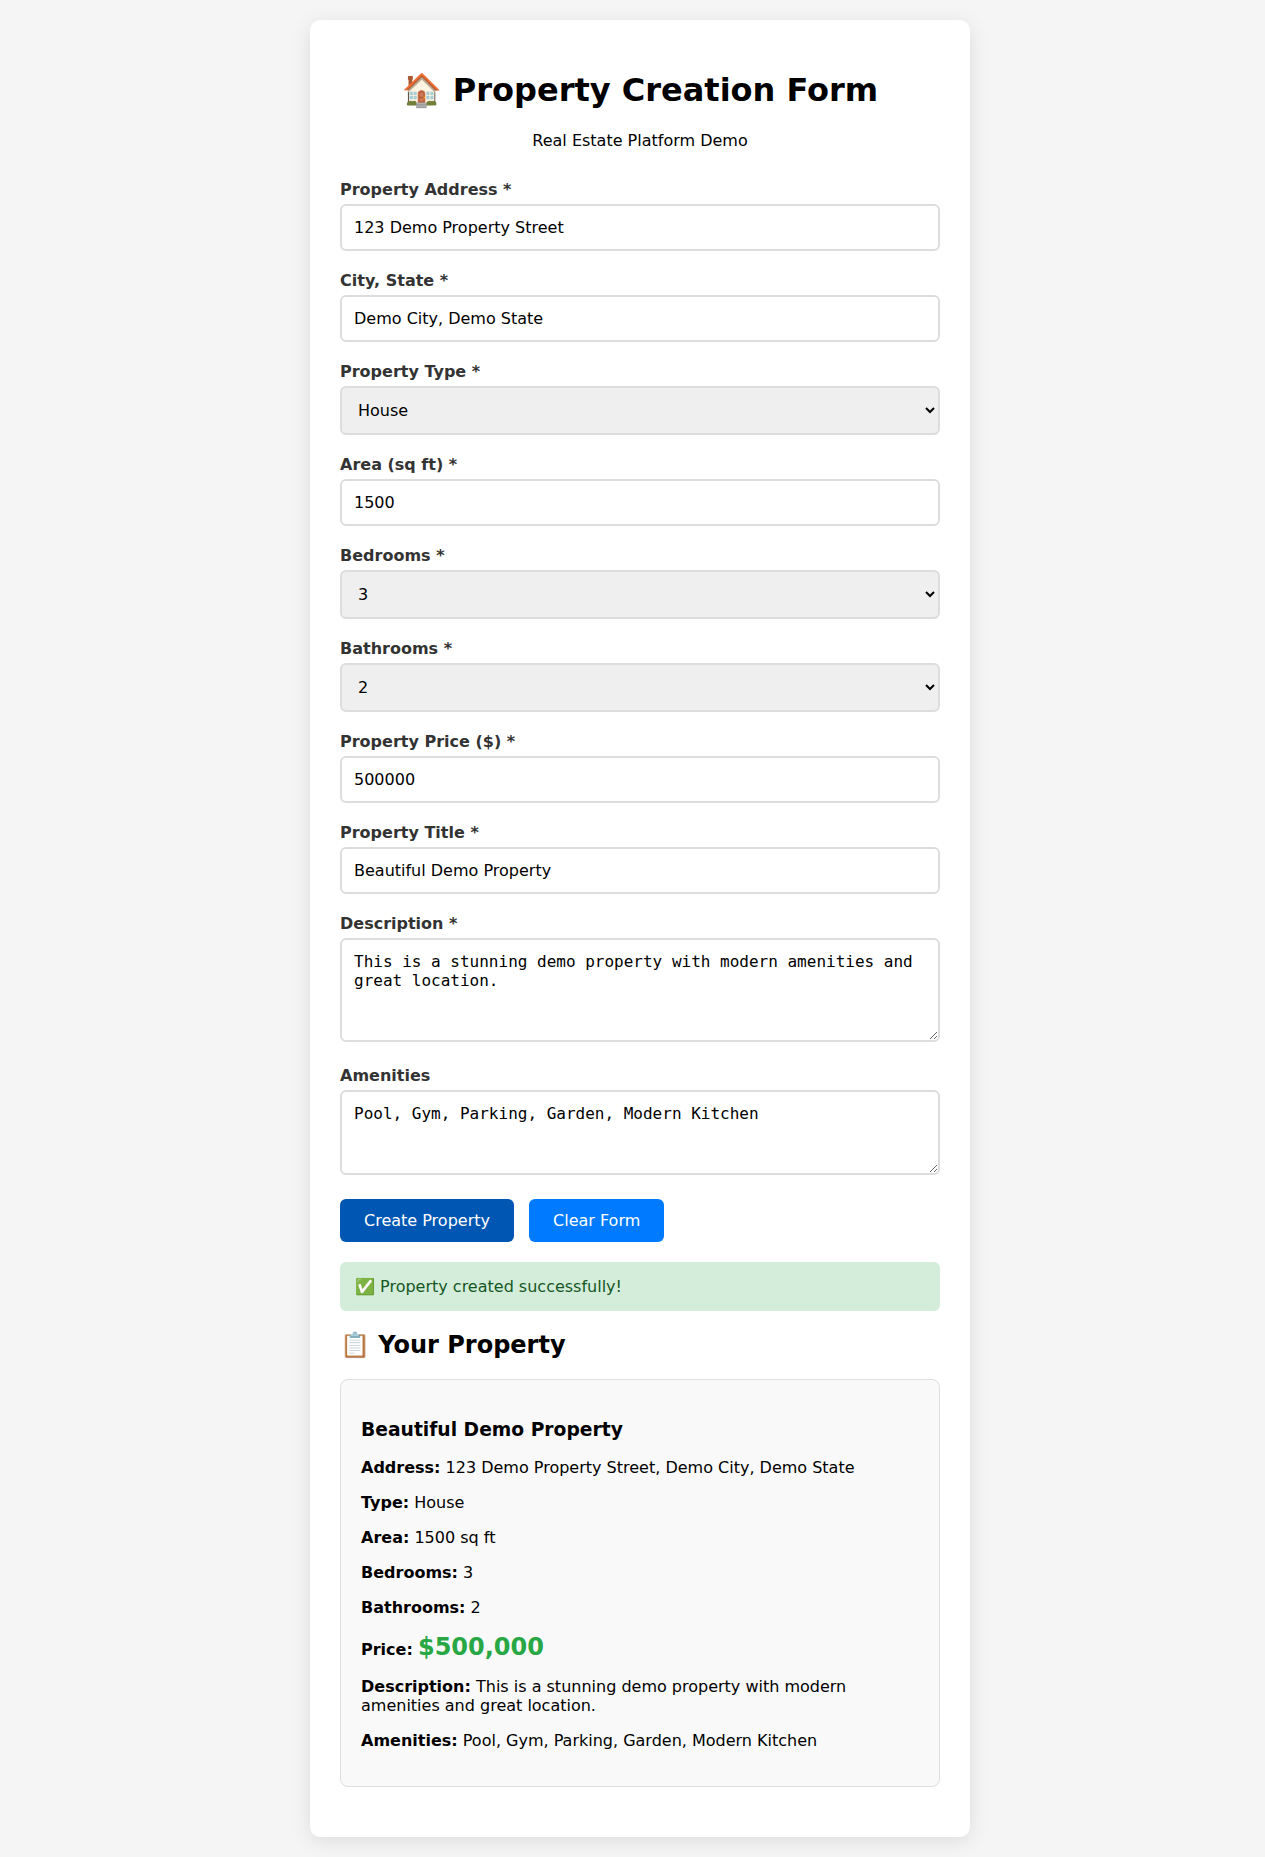 🏠 Property Creation Form
Real Estate Platform Demo
Property Address *
123 Demo Property Street
City, State *
Demo City, Demo State
Property Type *
House
Area (sq ft) *
1500
Bedrooms *
3
Bathrooms *
2
Property Price ($) *
500000
Property Title *
Beautiful Demo Property
Description *
This is a stunning demo property with modern amenities and
great location.
Amenities
Pool, Gym, Parking, Garden, Modern Kitchen
Create Property Clear Form
✅ Property created successfully!
📋 Your Property
Beautiful Demo Property
Address: 123 Demo Property Street, Demo City, Demo State
Type: House
Area: 1500 sq ft
Bedrooms: 3
Bathrooms: 2
Price: $500,000
Description: This is a stunning demo property with modern
amenities and great location.
Amenities: Pool, Gym, Parking, Garden, Modern Kitchen